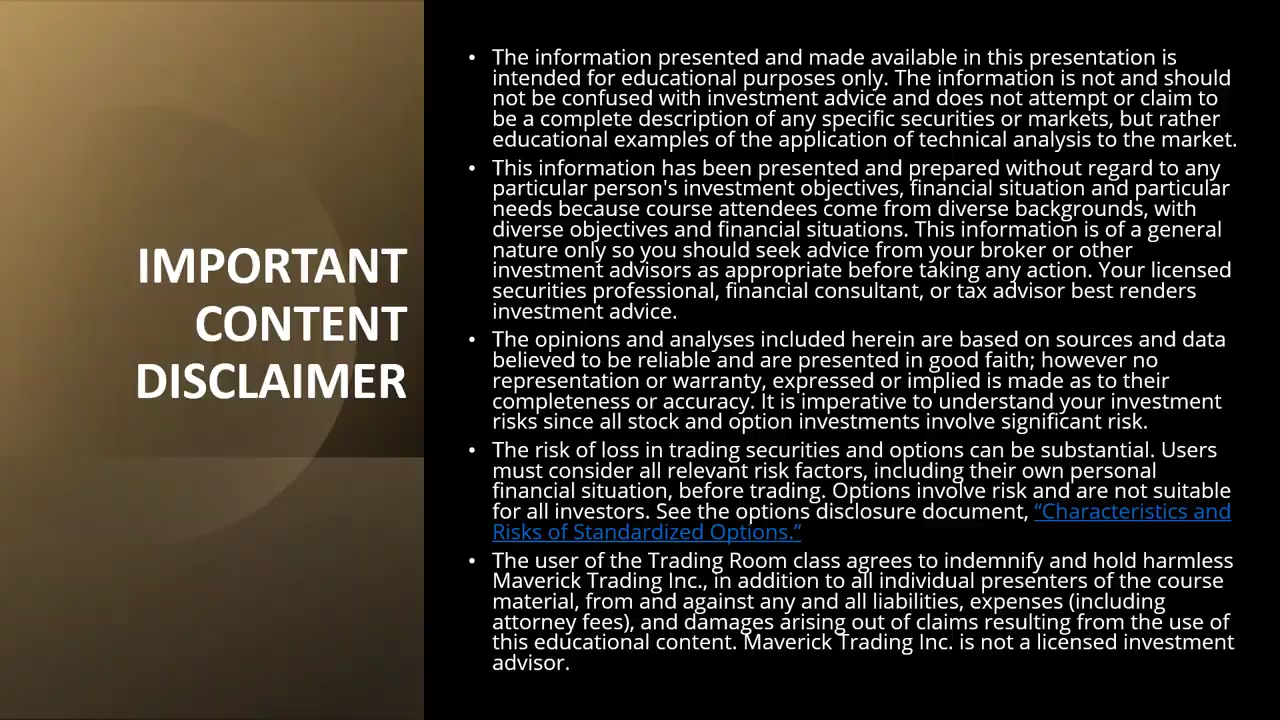 IMPORTANT
CONTENT
DISCLAIMER
• The information presented and made available in this presentation is
intended for educational purposes only. The information is not and should
not be confused with investment advice and does not attempt or claim to
be a complete description of any specific securities or markets, but rather
educational examples of the application of technical analysis to the market.
• This information has been presented and prepared without regard to any
particular person's investment objectives, financial situation and particular
needs because course attendees come from diverse backgrounds, with
diverse objectives and financial situations. This information is of a general
nature only so you should seek advice from your broker or other
investment advisors as appropriate before taking any action. Your licensed
securities professional, financial consultant, or tax advisor best renders
investment advice.
• The opinions and analyses included herein are based on sources and data
believed to be reliable and are presented in good faith; however no
representation or warranty, expressed or implied is made as to their
completeness or accuracy. It is imperative to understand your investment
risks since all stock and option investments involve significant risk.
• The risk of loss in trading securities and options can be substantial. Users
must consider all relevant risk factors, including their own personal
financial situation, before trading. Options involve risk and are not suitable
for all investors. See the options disclosure document, “Characteristics and
Risks of Standardized Options.”
• The user of the Trading Room class agrees to indemnify and hold harmless
Maverick Trading Inc., in addition to all individual presenters of the course
material, from and against any and all liabilities, expenses (including
attorney fees), and damages arising out of claims resulting from the use of
this educational content. Maverick Trading Inc. is not a licensed investment
advisor.